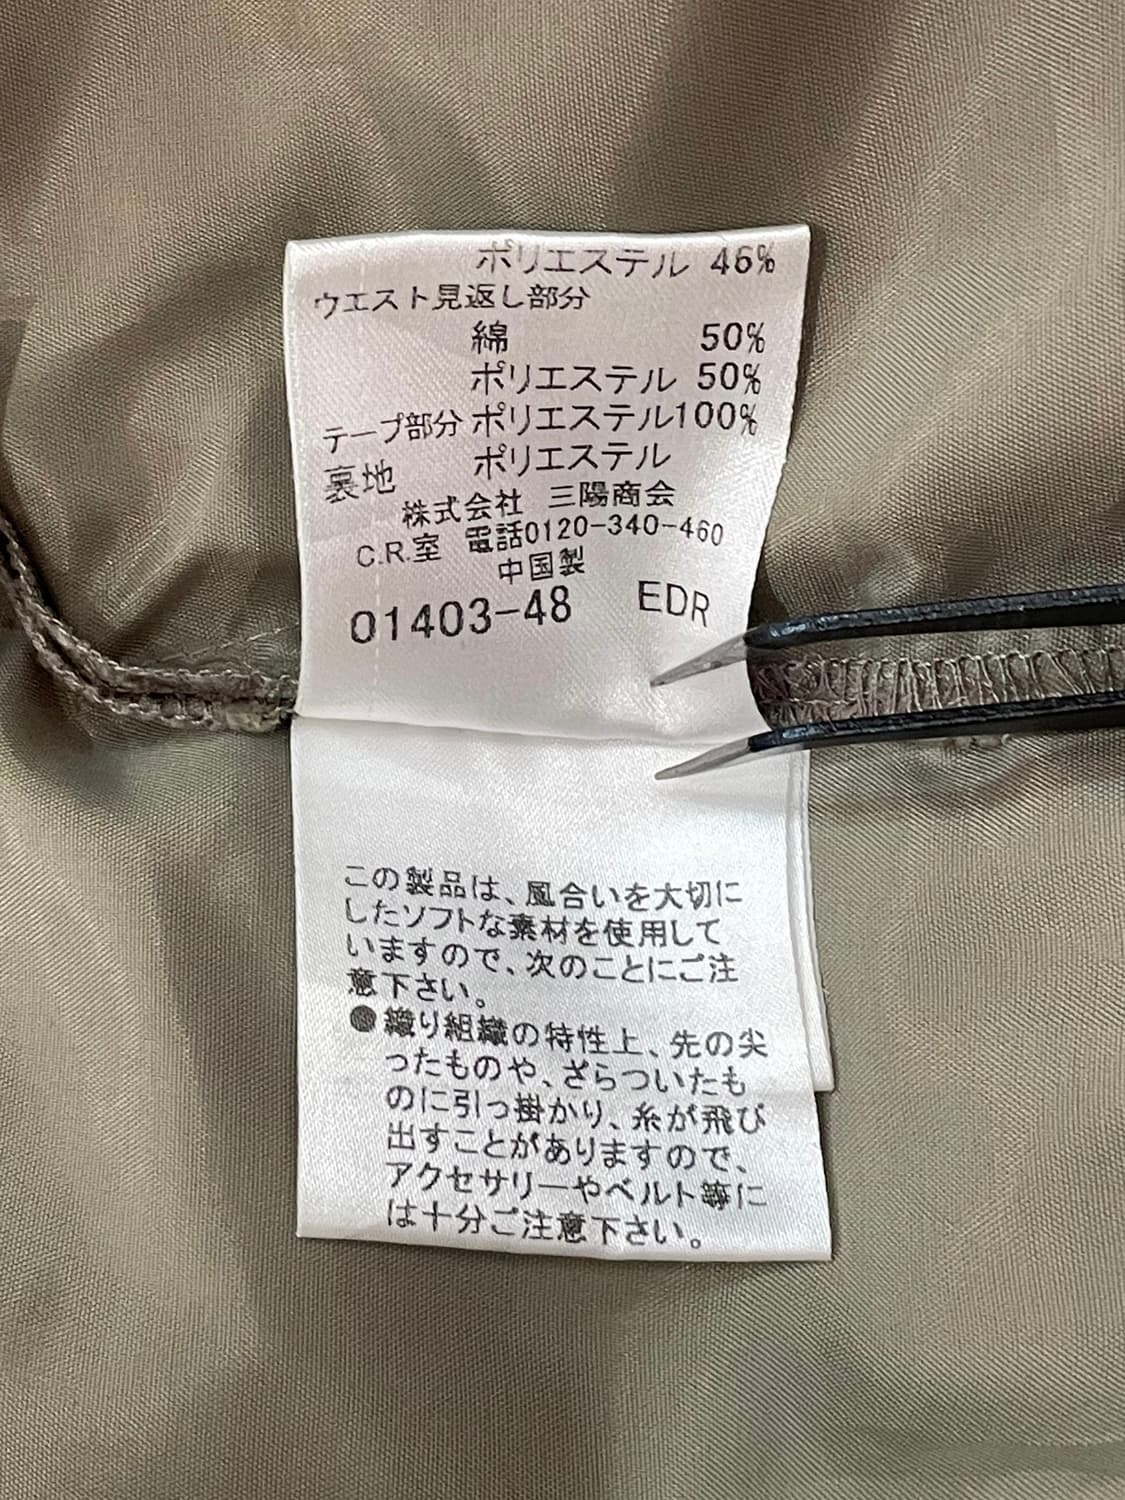 ポリエステル 46%
ウエスト見返し部分
綿 50%
ポリエステル 50%
テープ部分 ポリエステル100%
裏地 ポリエステル
株式会社 三陽商会
C.R.室 電話0120-340-460
中国製
01403-48 EDR
この製品は、風合いを大切に
したソフトな素材を使用して
いますので、次のことにご注
意下さい。
●織り組織の特性上、先の尖
ったものや、ざらついたも
のに引っ掛かり、糸が飛び
出すことがありますので、
アクセサリーやベルト等に
は十分ご注意下さい。